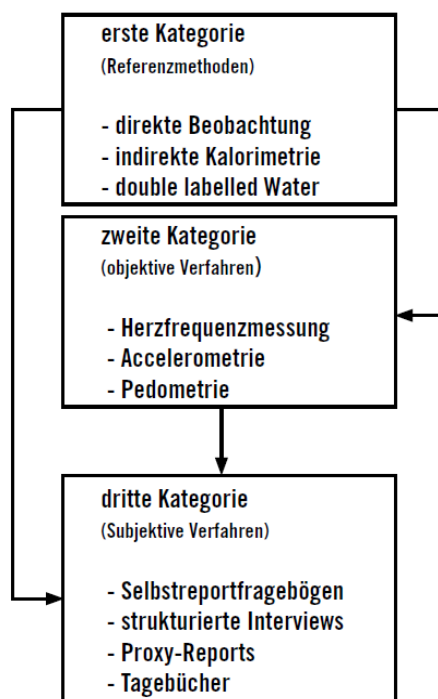 erste Kategorie
(Referenzmethoden)
- direkte Beobachtung
- indirekte Kalorimetrie
- double labelled Water
zweite Kategorie
(objektive Verfahren)
- Herzfrequenzmessung
- Accelerometrie
- Pedometrie
dritte Kategorie
(Subjektive Verfahren)
- Selbstreportfragebögen
- strukturierte Interviews
- Proxy-Reports
- Tagebücher